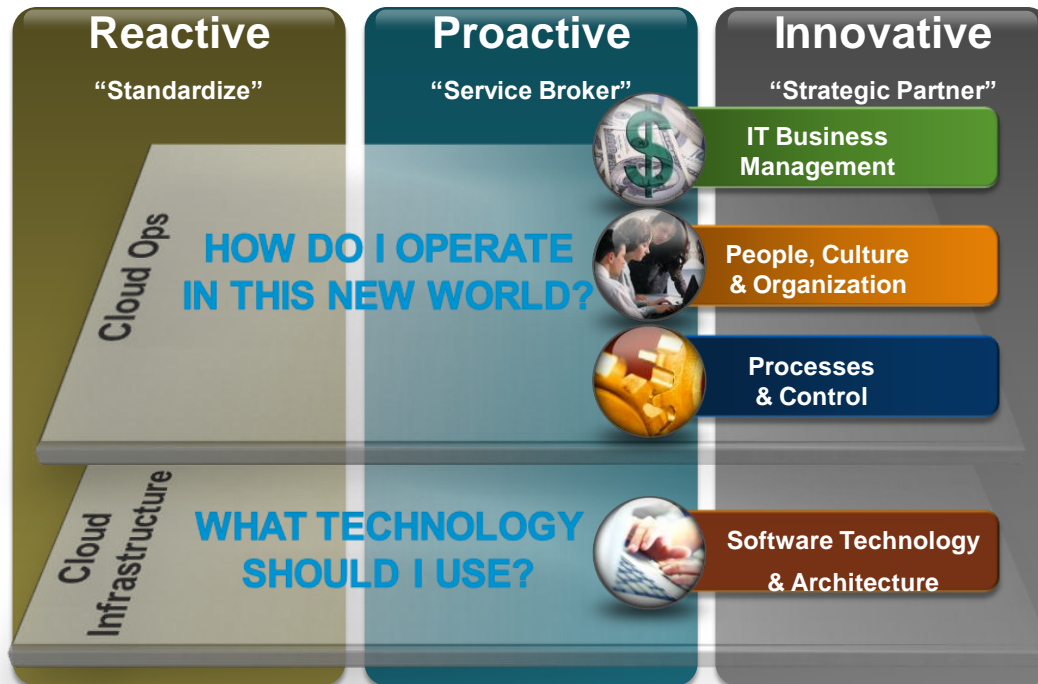 Reactive
“Standardize”
Proactive
“Service Broker”
Innovative
“Strategic Partner”
Cloud Ops
HOW DO I OPERATE
IN THIS NEW WORLD?
IT Business
Management
People, Culture
& Organization
Processes
& Control
Cloud
Infrastructure
WHAT TECHNOLOGY
SHOULD I USE?
Software Technology
& Architecture